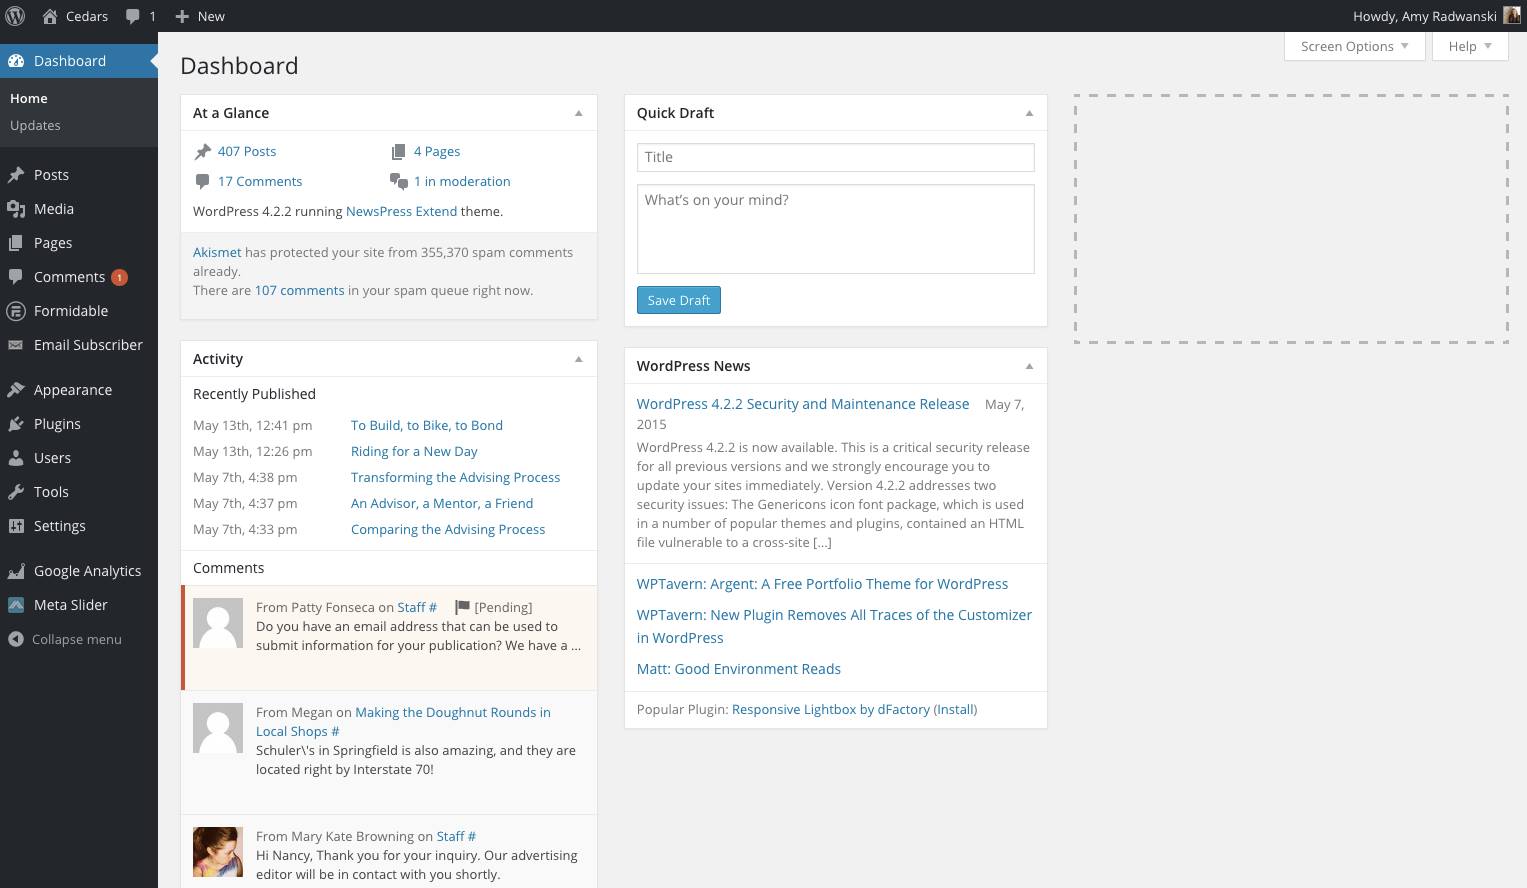 Cedars
1
New
Howdy, Amy Radwanski
Screen Options
Help
Dashboard
Home
Updates
Posts
Media
Pages
Comments 1
Formidable
Email Subscriber
Appearance
Plugins
Users
Tools
Settings
Google Analytics
Meta Slider
Collapse menu
Dashboard
At a Glance
407 Posts
4 Pages
17 Comments
1 in moderation
WordPress 4.2.2 running NewsPress Extend theme.
Akismet has protected your site from 355,370 spam comments
already.
There are 107 comments in your spam queue right now.
Activity
Recently Published
May 13th, 12:41 pm To Build, to Bike, to Bond
May 13th, 12:26 pm Riding for a New Day
May 7th, 4:38 pm Transforming the Advising Process
May 7th, 4:37 pm An Advisor, a Mentor, a Friend
May 7th, 4:33 pm Comparing the Advising Process
Comments
From Patty Fonseca on Staff # [Pending]
Do you have an email address that can be used to
submit information for your publication? We have a ...
From Megan on Making the Doughnut Rounds in
Local Shops #
Schuler\'s in Springfield is also amazing, and they are
located right by Interstate 70!
From Mary Kate Browning on Staff #
Hi Nancy, Thank you for your inquiry. Our advertising
editor will be in contact with you shortly.
Quick Draft
Title
What's on your mind?
Save Draft
WordPress News
WordPress 4.2.2 Security and Maintenance Release May 7,
2015
WordPress 4.2.2 is now available. This is a critical security release
for all previous versions and we strongly encourage you to
update your sites immediately. Version 4.2.2 addresses two
security issues: The Genericons icon font package, which is used
in a number of popular themes and plugins, contained an HTML
file vulnerable to a cross-site […]
WPTavern: Argent: A Free Portfolio Theme for WordPress
WPTavern: New Plugin Removes All Traces of the Customizer
in WordPress
Matt: Good Environment Reads
Popular Plugin: Responsive Lightbox by dFactory (Install)